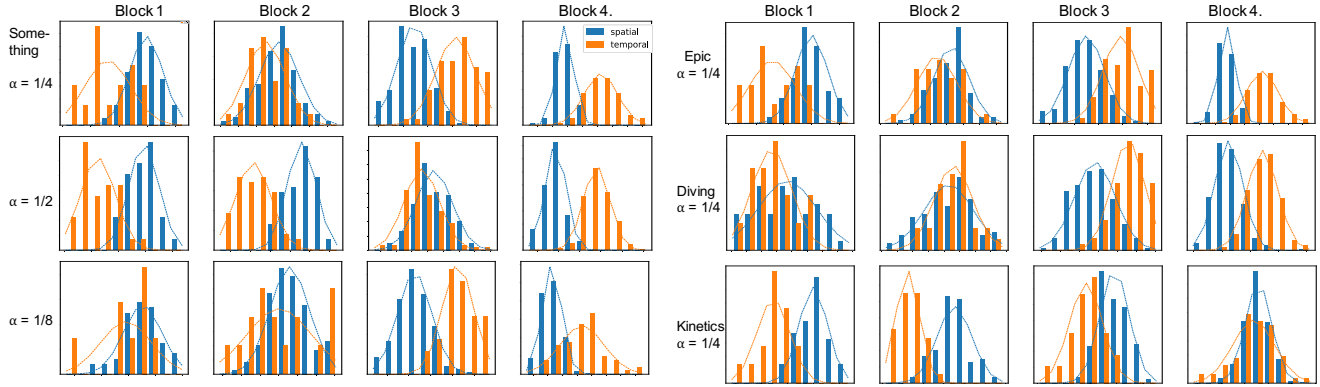 Block 1 Block 2 Block 3 Block 4.
Some-
thing
α = 1/4
spatial
temporal
α = 1/2
α = 1/8
Block 1 Block 2 Block 3 Block 4.
Epic
α = 1/4
Diving
α = 1/4
Kinetics
α = 1/4